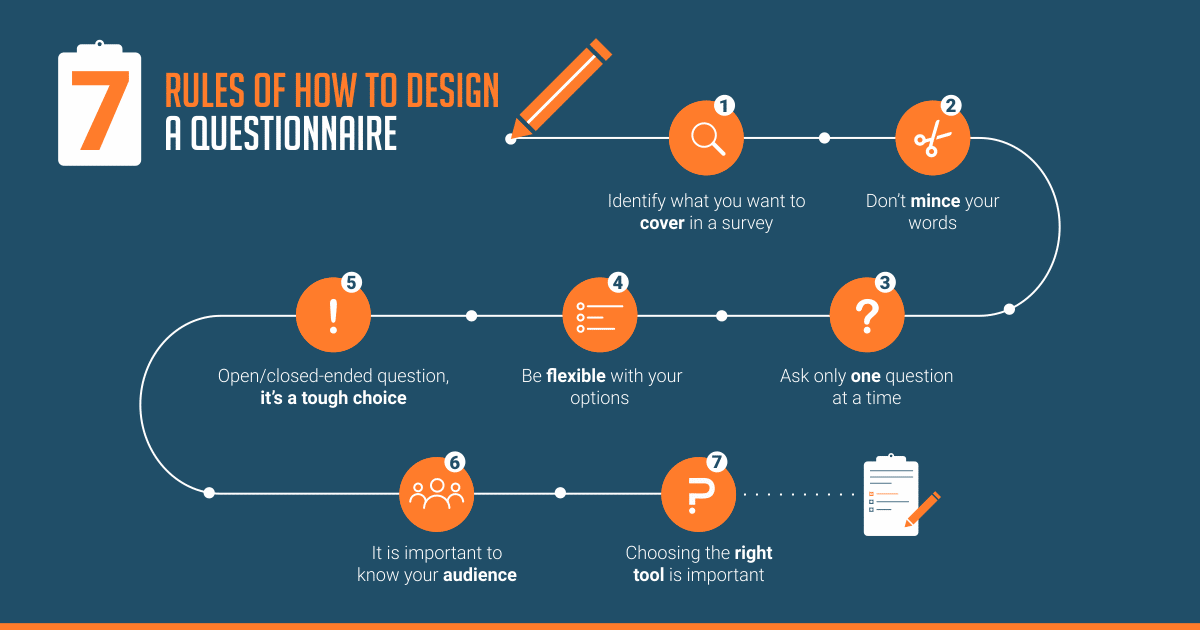 7
RULES OF HOW TO DESIGN
A QUESTIONNAIRE
1
Identify what you want to
cover in a survey
2
Don’t mince your
words
3
?
Ask only one question
at a time
4
Be flexible with your
options
5
!
Open/closed-ended question,
it’s a tough choice
6
It is important to
know your audience
7
Choosing the right
tool is important